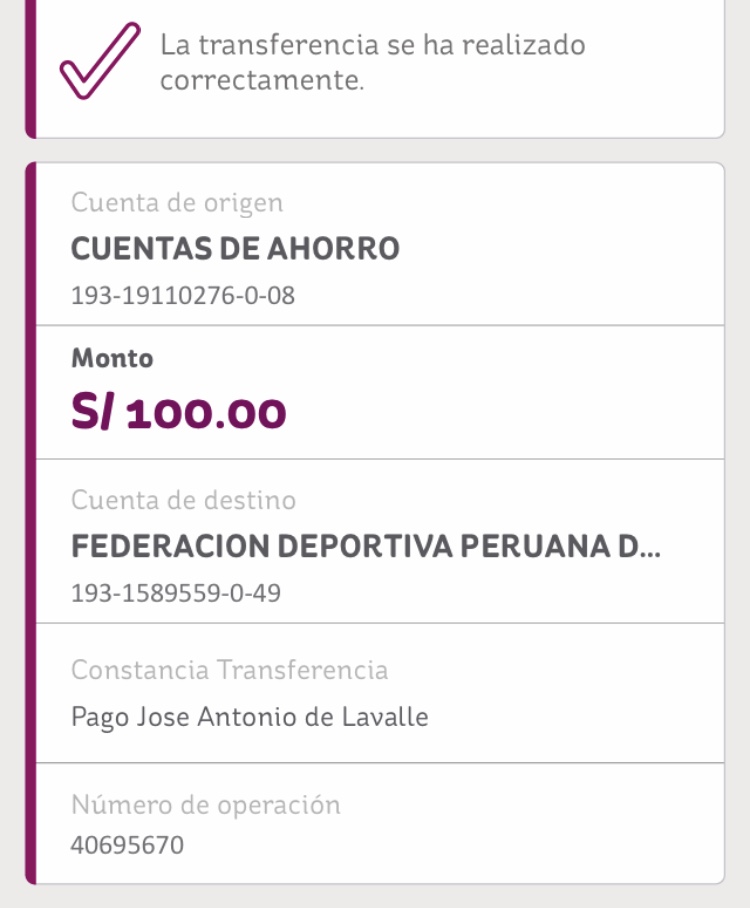 La transferencia se ha realizado
correctamente.
Cuenta de origen
CUENTAS DE AHORRO
193-19110276-0-08
Monto
S/ 100.00
Cuenta de destino
FEDERACION DEPORTIVA PERUANA D...
193-1589559-0-49
Constancia Transferencia
Pago Jose Antonio de Lavalle
Número de operación
40695670